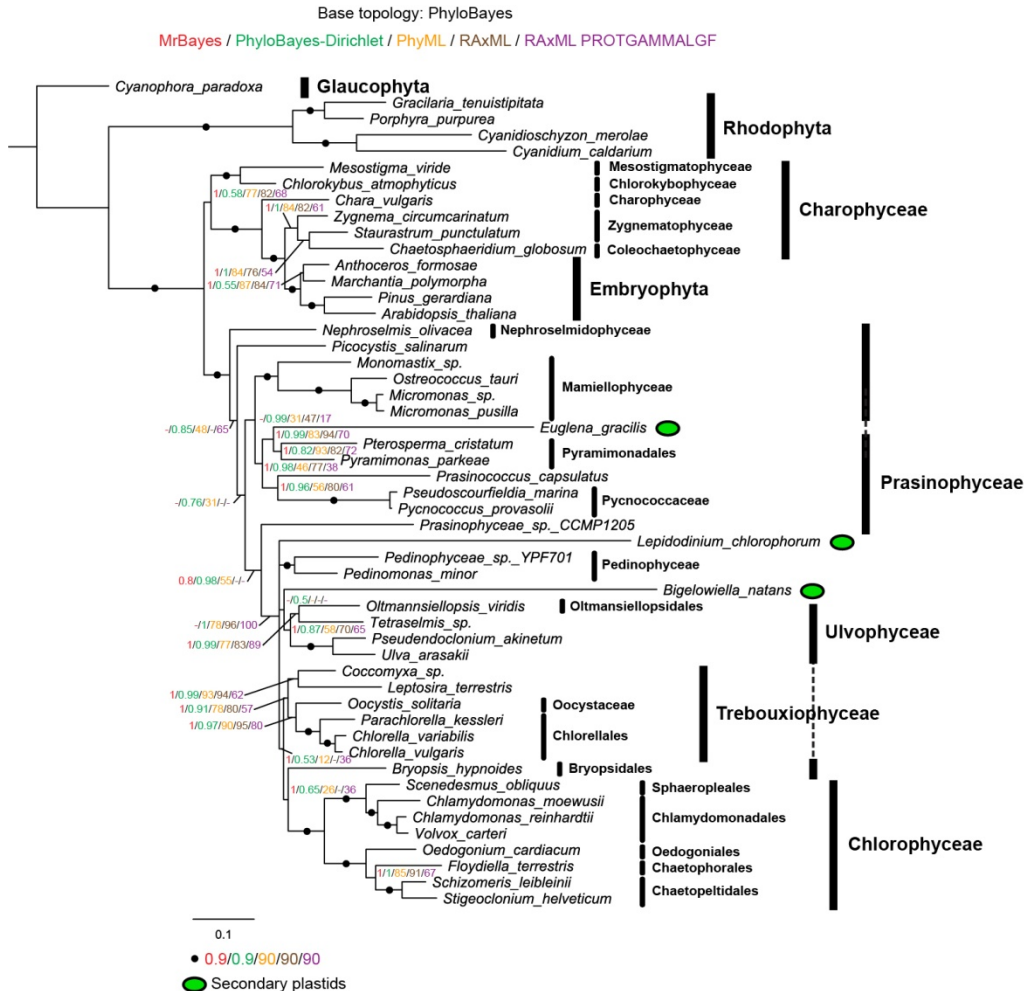 Base topology: PhyloBayes
MrBayes / PhyloBayes-Dirichlet / PhyML / RAxML / RAxML PROTGAMMALGF
Cyanophora_paradoxa
Glaucophyta
Gracilaria_tenuistipitata
Porphyra_purpurea
Rhodophyta
Cyanidioschyzon_merolae
Cyanidium_caldarium
Mesostigma_viride
Mesostigmatophyceae
Chlorokybus_atmophyticus
Chlorokybophyceae
1/0.58/77/82/68
Chara_vulgaris
Charophyceae
Charophyceae
1/1/84/82/61
Zygnema_circumcarinatum
Zygnematophyceae
Staurastrum_punctulatum
Chaetosphaeridium_globosum
Coleochaetophyceae
Anthoceros_formosae
1/1/84/76/54
Marchantia_polymorpha
1/0.55/87/84/71
Embryophyta
Pinus_gerardiana
Arabidopsis_thaliana
Nephroselmis_olivacea
Nephroselmidophyceae
Picocystis_salinarum
Monomastix_sp.
Ostreococcus_tauri
Mamiellophyceae
Micromonas_sp.
Micromonas_pusilla
-/0.99/31/47/17
-/0.85/48/-/65
Euglena_gracilis
1/0.99/83/94/70
Pterosperma_cristatum
Pyramimonadales
1/0.82/93/82/72
Pyramimonas_parkeae
1/0.98/46/77/38
Prasinococcus_capsulatus
Prasinophyceae
1/0.96/56/80/61
Pseudoscourfieldia_marina
Pycnococcaceae
-/0.76/31/-/-
Pycnococcus_provasolii
Prasinophyceae_sp._CCMP1205
Lepidodinium_chlorophorum
Pedinophyceae_sp._YPF701
Pedinophyceae
Pedinomonas_minor
0.8/0.98/55/-/-
Bigelowiella_natans
-/0.5/-/-/-
Oltmannsiellopsis_viridis
Oltmansiellopsidales
Tetraselmis_sp.
-/1/78/96/100
1/0.87/58/70/65
Ulvophyceae
Pseudendoclonium_akinetum
1/0.99/77/83/89
Ulva_arasakii
Coccomyxa_sp.
Leptosira_terrestris
1/0.99/93/94/62
Oocystis_solitaria
Oocystaceae
1/0.91/78/80/57
Trebouxiophyceae
Parachlorella_kessleri
1/0.97/90/95/80
Chlorella_variabilis
Chlorellales
Chlorella_vulgaris
1/0.53/12/-/36
Bryopsis_hypnoides
Bryopsidales
Scenedesmus_obliquus
Sphaeropleales
1/0.65/26/-/36
Chlamydomonas_moewusii
Chlamydomonas_reinhardtii
Chlamydomonadales
Volvox_carteri
Chlorophyceae
Oedogonium_cardiacum
Oedogoniales
Floydiella_terrestris
Chaetophorales
1/1/85/91/67
Schizomeris_leibleinii
Chaetopeltidales
Stigeoclonium_helveticum
0.1
0.9/0.9/90/90/90
Secondary plastids